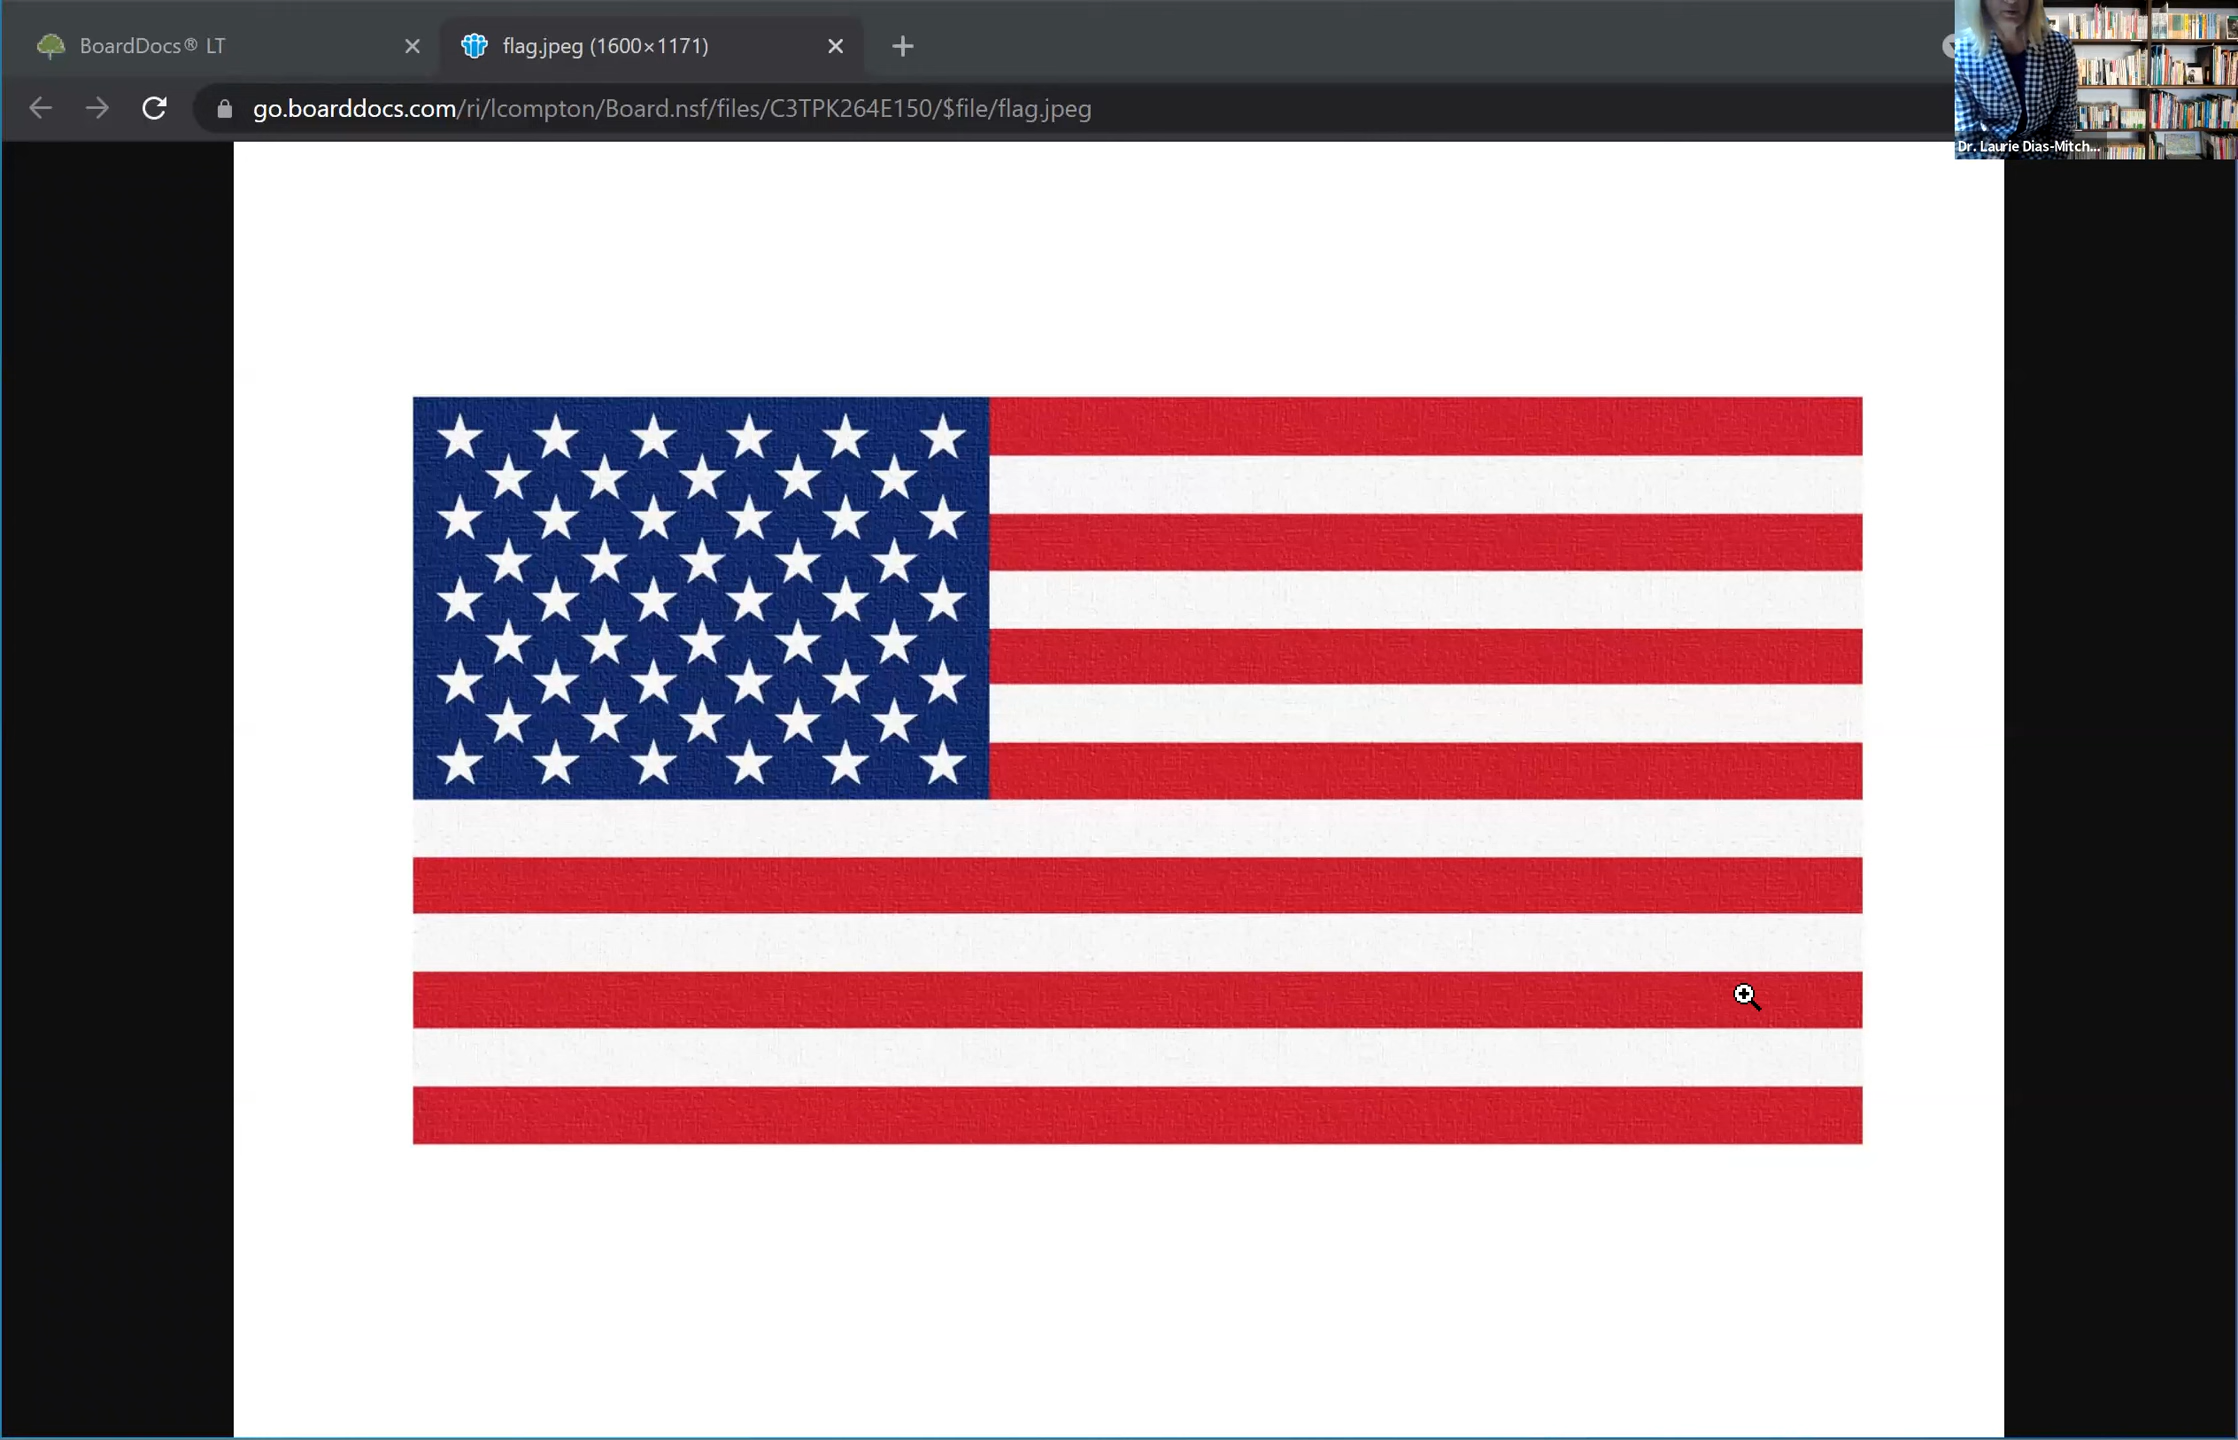 BoardDocs® LT
flag.jpeg (1600×1171)
go.boarddocs.com/ri/lcompton/Board.nsf/files/C3TPK264E150/$file/flag.jpeg
Dr. Laurie Dias-Mitch...